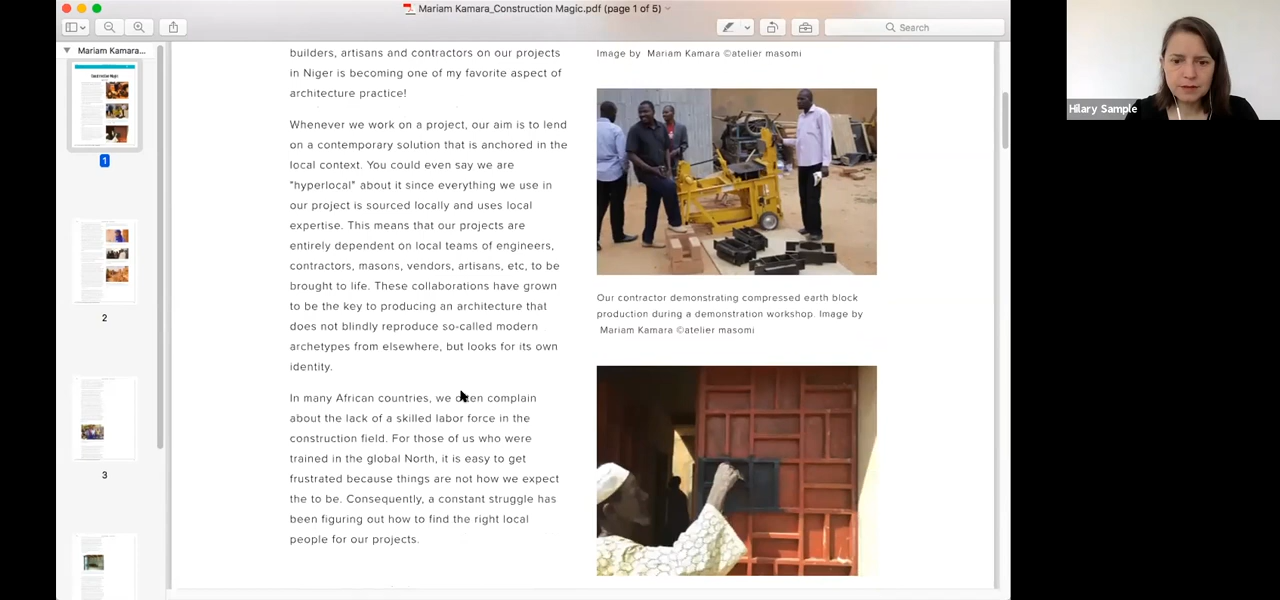 Mariam Kamara_Construction Magic.pdf (page 1 of 5)
Search
Mariam Kamara...
Construction Magic
1
2
3
builders, artisans and contractors on our projects
in Niger is becoming one of my favorite aspect of
architecture practice!
Whenever we work on a project, our aim is to lend
on a contemporary solution that is anchored in the
local context. You could even say we are
"hyperlocal" about it since everything we use in
our project is sourced locally and uses local
expertise. This means that our projects are
entirely dependent on local teams of engineers,
contractors, masons, vendors, artisans, etc, to be
brought to life. These collaborations have grown
to be the key to producing an architecture that
does not blindly reproduce so-called modern
archetypes from elsewhere, but looks for its own
identity.
In many African countries, we often complain
about the lack of a skilled labor force in the
construction field. For those of us who were
trained in the global North, it is easy to get
frustrated because things are not how we expect
the to be. Consequently, a constant struggle has
been figuring out how to find the right local
people for our projects.
Image by Mariam Kamara ©atelier masomi
Our contractor demonstrating compressed earth block
production during a demonstration workshop. Image by
Mariam Kamara ©atelier masomi
Hilary Sample